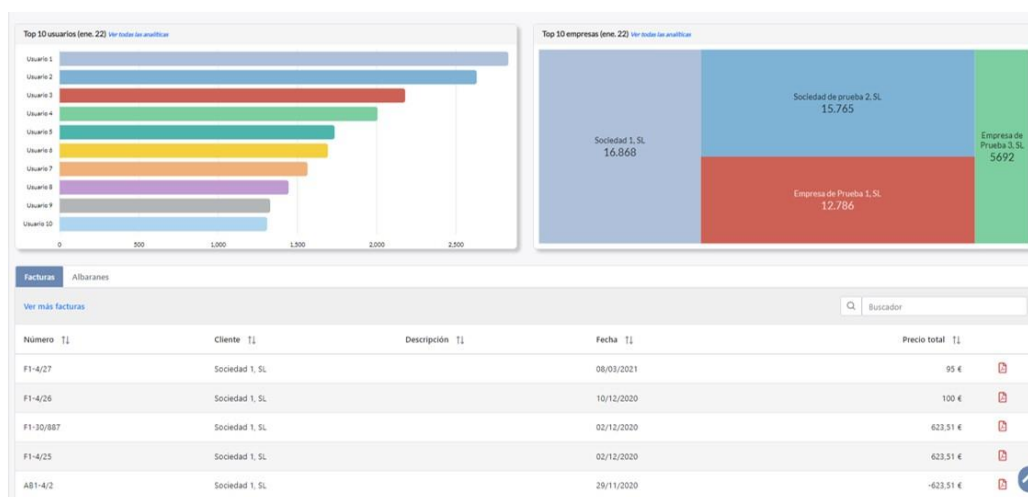 Top 10 usuarios (ene. 22) Ver todas las analíticas
Usuario 1
Usuario 2
Usuario 3
Usuario 4
Usuario 5
Usuario 6
Usuario 7
Usuario 8
Usuario 9
Usuario 10
0 500 1,000 1,500 2,000 2,500
Top 10 empresas (ene. 22) Ver todas las analíticas
Sociedad 1, SL
16.868
Sociedad de prueba 2, SL
15.765
Empresa de Prueba 1, SL
12.786
Empresa de
Prueba 3, SL
5692
Facturas Albaranes
Ver más facturas Buscador
Número Cliente Descripción Fecha Precio total
F1-4/27 Sociedad 1, SL 08/03/2021 95 €
F1-4/26 Sociedad 1, SL 10/12/2020 100 €
F1-30/887 Sociedad 1, SL 02/12/2020 623,51 €
F1-4/25 Sociedad 1, SL 02/12/2020 623,51 €
AB1-4/2 Sociedad 1, SL 29/11/2020 -623,51 €